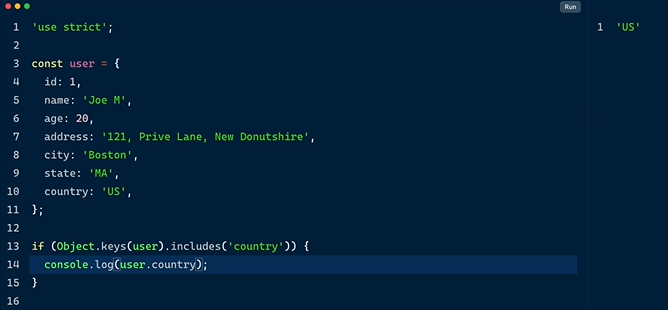 Run
1 'use strict';
2
3 const user = {
4 id: 1,
5 name: 'Joe M',
6 age: 20,
7 address: '121, Prive Lane, New Donutshire',
8 city: 'Boston',
9 state: 'MA',
10 country: 'US',
11 };
12
13 if (Object.keys(user).includes('country')) {
14 console.log(user.country);
15 }
16
1 'US'